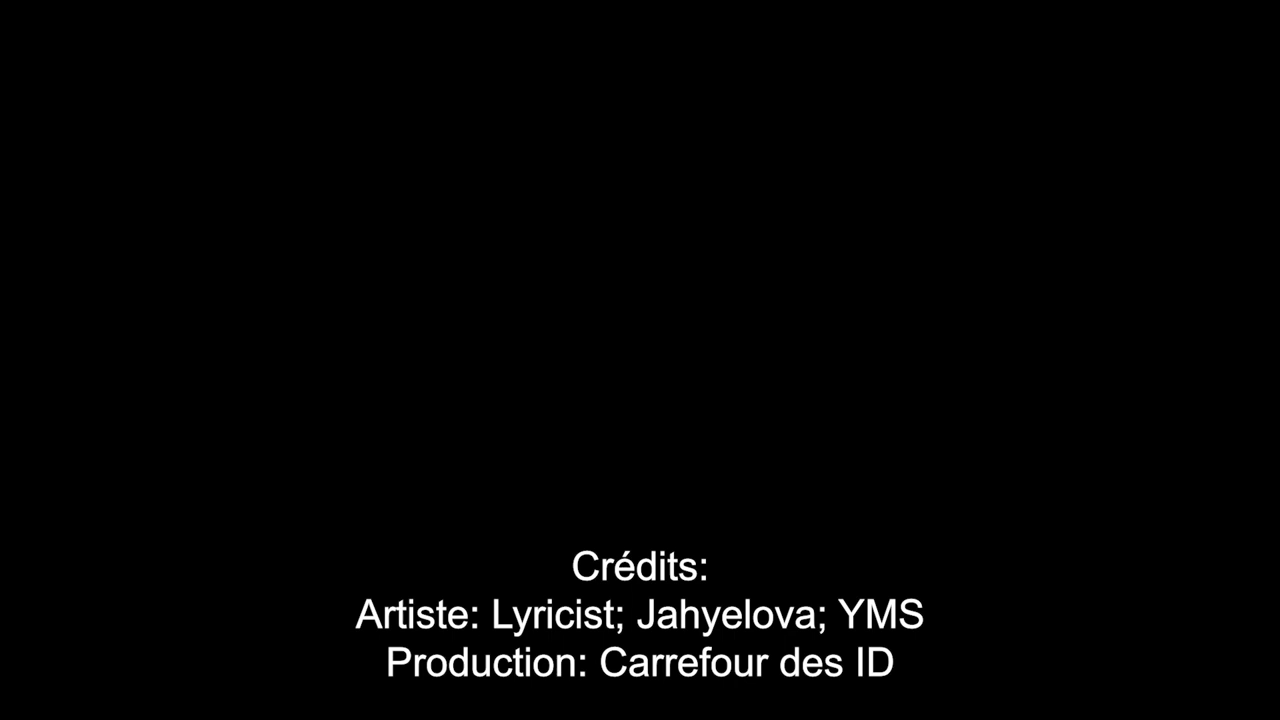 Crédits:
Artiste: Lyricist; Jahyelova; YMS
Production: Carrefour des ID